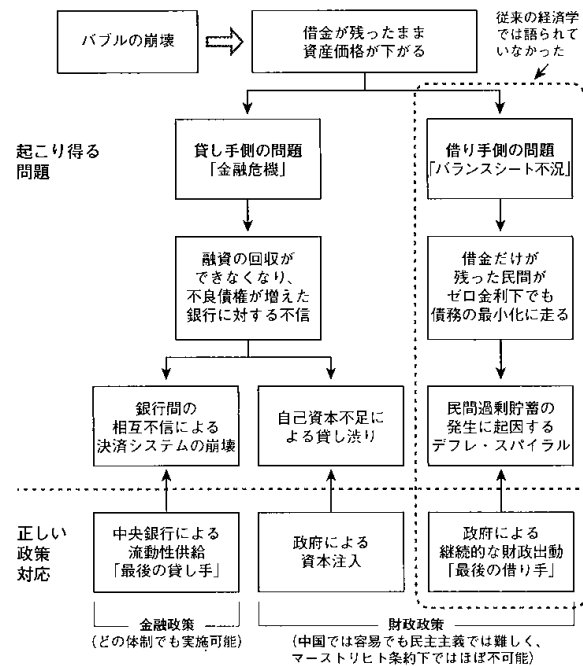 従来の経済学
では語られて
いなかった
バブルの崩壊
借金が残ったまま
資産価格が下がる
起こり得る
問題
貸し手側の問題
「金融危機」
借り手側の問題
「バランスシート不況」
融資の回収が
できなくなり、
不良債権が増えた
銀行に対する不信
借金だけが
残った民間が
ゼロ金利下でも
債務の最小化に走る
銀行間の
相互不信による
決済システムの崩壊
自己資本不足に
よる貸し渋り
民間過剰貯蓄の
発生に起因する
デフレ・スパイラル
正しい
政策
対応
中央銀行による
流動性供給
「最後の貸し手」
政府による
資本注入
政府による
継続的な財政出動
「最後の借り手」
金融政策
(どの体制でも実施可能)
財政政策
(中国では容易でも民主主義では難しく、
マーストリヒト条約下ではほぼ不可能)